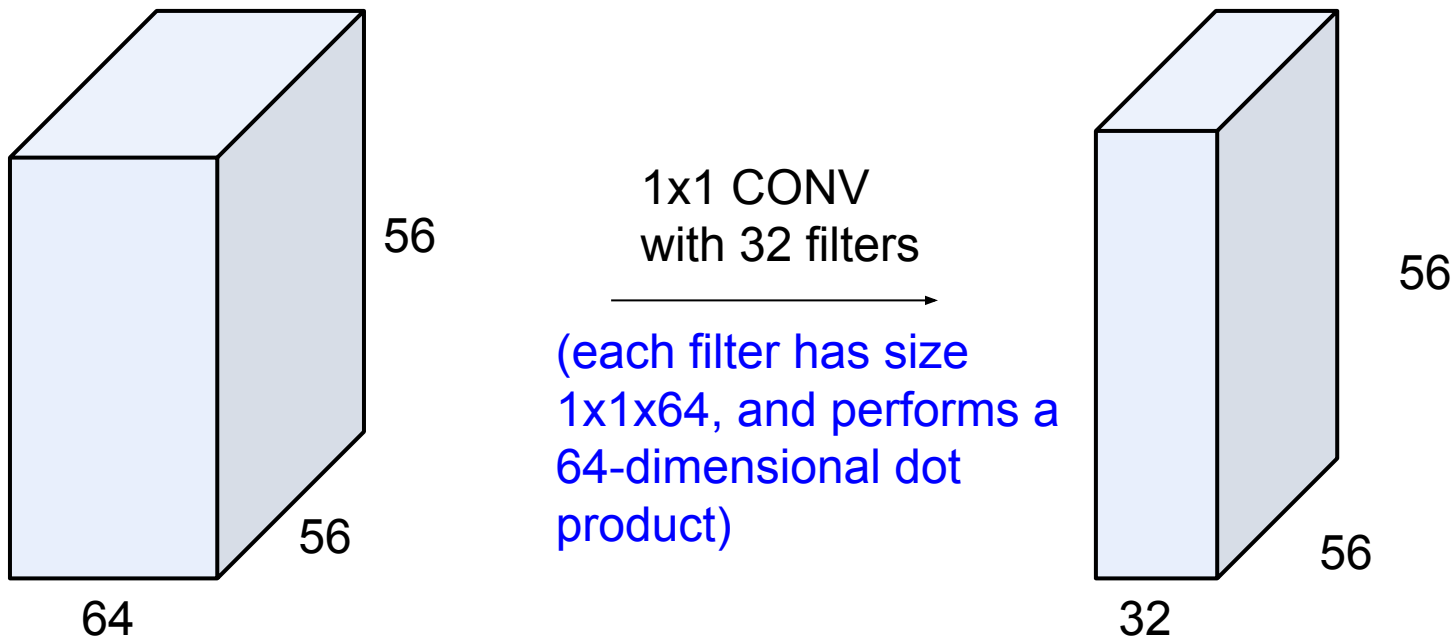 56
56
64
1x1 CONV
with 32 filters
(each filter has size
1x1x64, and performs a
64-dimensional dot
product)
56
56
32